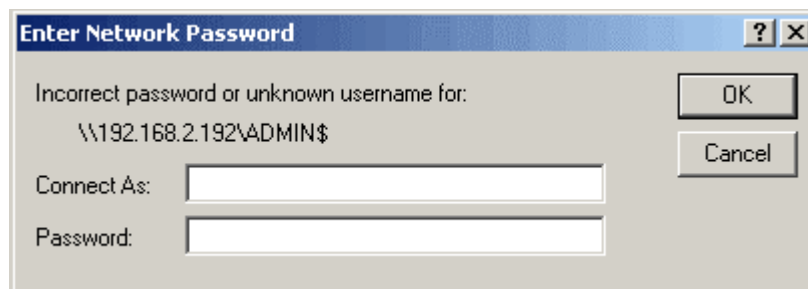 Enter Network Password
Incorrect password or unknown username for:
\\192.168.2.192\ADMIN$
Connect As:
Password:
OK
Cancel